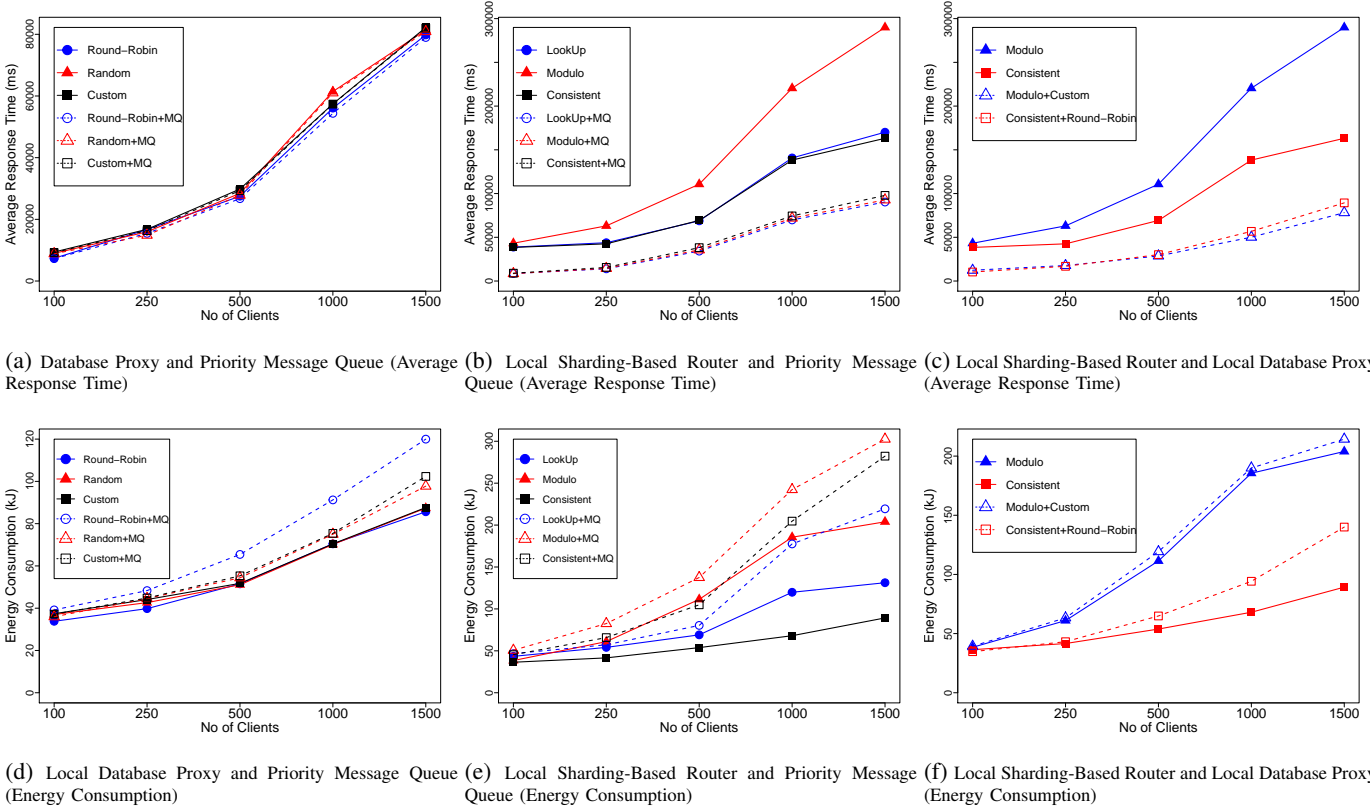 Average Response Time (ms)
0 20000 40000 60000 80000
Round−Robin
Random
Custom
Round−Robin+MQ
Random+MQ
Custom+MQ
100 250 500 1000 1500
No of Clients
(a) Database Proxy and Priority Message Queue (Average
Response Time)
Average Response Time (ms)
0 50000 100000 200000 300000
LookUp
Modulo
Consistent
LookUp+MQ
Modulo+MQ
Consistent+MQ
100 250 500 1000 1500
No of Clients
(b) Local Sharding-Based Router and Priority Message
Queue (Average Response Time)
Average Response Time (ms)
0 50000 100000 200000 300000
Modulo
Consistent
Modulo+Custom
Consistent+Round−Robin
100 250 500 1000 1500
No of Clients
(c) Local Sharding-Based Router and Local Database Proxy
(Average Response Time)
Energy Consumption (kJ)
0 20 40 60 80 100 120
Round−Robin
Random
Custom
Round−Robin+MQ
Random+MQ
Custom+MQ
100 250 500 1000 1500
No of Clients
(d) Local Database Proxy and Priority Message Queue
(Energy Consumption)
Energy Consumption (kJ)
0 50 100 150 200 250 300
LookUp
Modulo
Consistent
LookUp+MQ
Modulo+MQ
Consistent+MQ
100 250 500 1000 1500
No of Clients
(e) Local Sharding-Based Router and Priority Message
Queue (Energy Consumption)
Energy Consumption (kJ)
0 50 100 150 200
Modulo
Consistent
Modulo+Custom
Consistent+Round−Robin
100 250 500 1000 1500
No of Clients
(f) Local Sharding-Based Router and Local Database Proxy
(Energy Consumption)